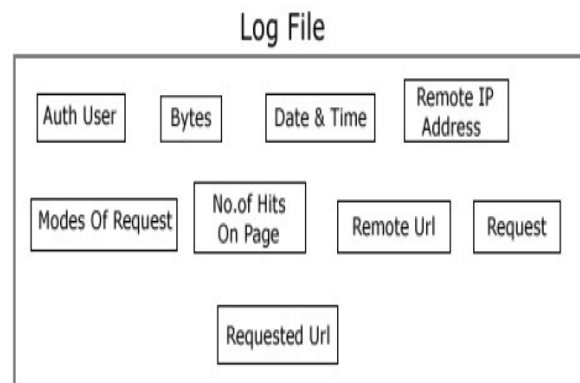 Log File
Auth User
Bytes
Date & Time
Remote IP
Address
Modes Of Request
No.of Hits
On Page
Remote Url
Request
Requested Url